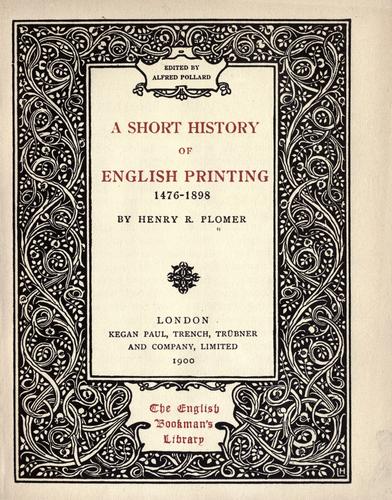 EDITED BY
ALFRED POLLARD
A SHORT HISTORY
OF
ENGLISH PRINTING
1476-1898
BY HENRY R. PLOMER
LONDON
KEGAN PAUL, TRENCH, TRÜBNER
AND COMPANY, LIMITED
1900
The English
Bookman's
Library
LH